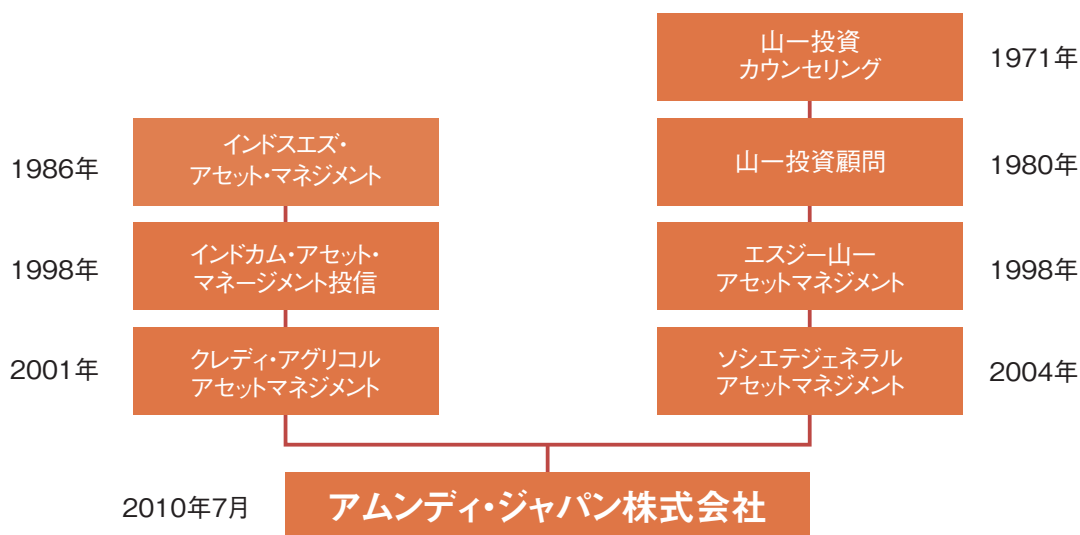 山一投資
カウンセリング
1971年
インドスエズ・
アセット・マネジメント
1986年
山一投資顧問
1980年
インドカム・アセット・
マネージメント投信
1998年
エスジー山一
アセットマネジメント
1998年
クレディ・アグリコル
アセットマネジメント
2001年
ソシエテジェネラル
アセットマネジメント
2004年
2010年7月
アムンディ・ジャパン株式会社